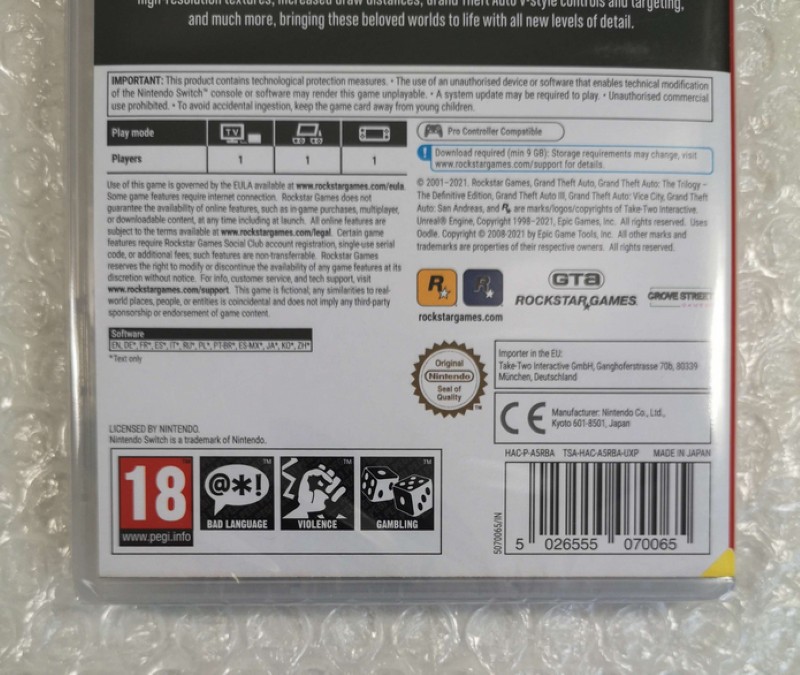 high-resolution textures, increased draw distances, Grand Theft Auto V-style controls and targeting,
and much more, bringing these beloved worlds to life with all new levels of detail.
IMPORTANT: This product contains technological protection measures. • The use of an unauthorised device or software that enables technical modification
of the Nintendo Switch™ console or software may render this game unplayable. • A system update may be required to play. • Unauthorised commercial
use prohibited. • To avoid accidental ingestion, keep the game card away from young children.
Play mode TV
Players 1 1 1
Pro Controller Compatible
! Download required (min 9 GB): Storage requirements may change, visit
www.rockstargames.com/support for details.
Use of this game is governed by the EULA available at www.rockstargames.com/eula.
Some game features require internet connection. Rockstar Games does not
guarantee the availability of online features, such as in-game purchases, multiplayer,
or downloadable content, at any time including at launch. All online features are
subject to the terms available at www.rockstargames.com/legal. Certain game
features require Rockstar Games Social Club account registration, single-use serial
code, or additional fees; such features are non-transferrable. Rockstar Games
reserves the right to modify or discontinue the availability of any game features at its
discretion without notice. For info, customer service, and tech support, visit
www.rockstargames.com/support. This game is fictional, any similarities to real-
world places, people, or entities is coincidental and does not imply any third-party
sponsorship or endorsement of game content.
© 2001–2021. Rockstar Games, Grand Theft Auto, Grand Theft Auto: The Trilogy –
The Definitive Edition, Grand Theft Auto III, Grand Theft Auto: Vice City, Grand Theft
Auto: San Andreas, and R★ are marks/logos/copyrights of Take-Two Interactive.
Unreal® Engine, Copyright 1998–2021, Epic Games, Inc. All rights reserved. Uses
Oodle. Copyright © 2008-2021 by Epic Game Tools, Inc. All other marks and
trademarks are properties of their respective owners. All rights reserved.
R★ R★
rockstargames.com
ROCKSTAR GAMES
GROVE STREET
Software
EN, DE*, FR*, ES*, IT*, RU*, PL*, PT-BR*, ES-MX*, JA*, KO*, ZH*
*Text only
Original
Nintendo
Seal of
Quality
TM
Importer in the EU:
Take-Two Interactive GmbH, Ganghoferstrasse 70b, 80339
München, Deutschland
CE Manufacturer: Nintendo Co., Ltd.,
Kyoto 601-8501, Japan
LICENSED BY NINTENDO.
Nintendo Switch is a trademark of Nintendo.
HAC-P-A5RBA TSA-HAC-A5RBA-UXP MADE IN JAPAN
18
www.pegi.info
@*!
BAD LANGUAGE
VIOLENCE
GAMBLING
5070065/IN
5 026555 070065